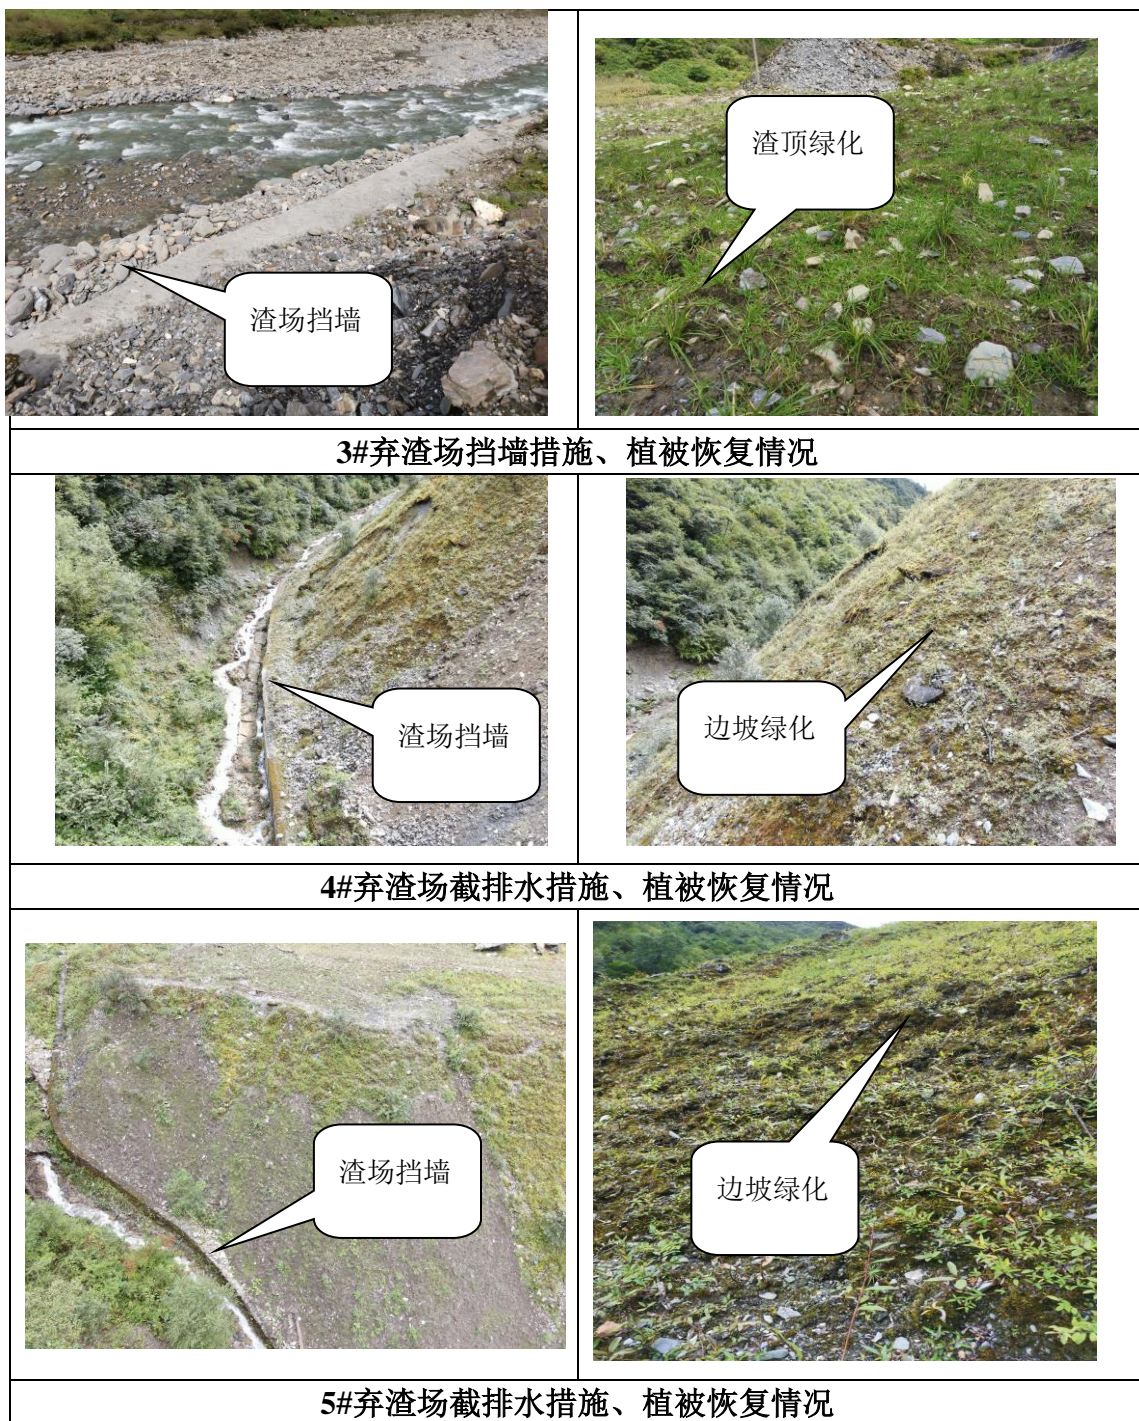 渣场挡墙
渣顶绿化
3#弃渣场挡墙措施、植被恢复情况
渣场挡墙
边坡绿化
4#弃渣场截排水措施、植被恢复情况
渣场挡墙
边坡绿化
5#弃渣场截排水措施、植被恢复情况